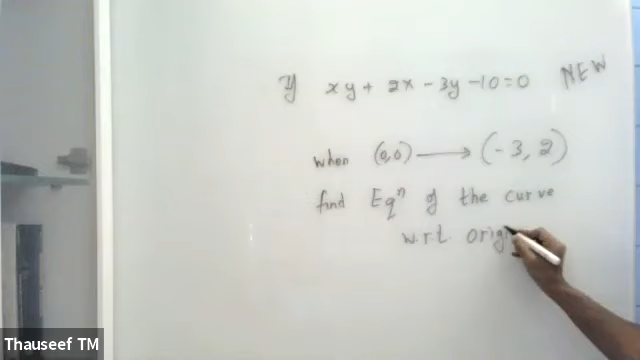 If xy + 2x - 3y - 10 = 0 NEW
when (0,0) → (-3, 2)
find Eqⁿ of the curve
w.r.t. orig
Thauseef TM